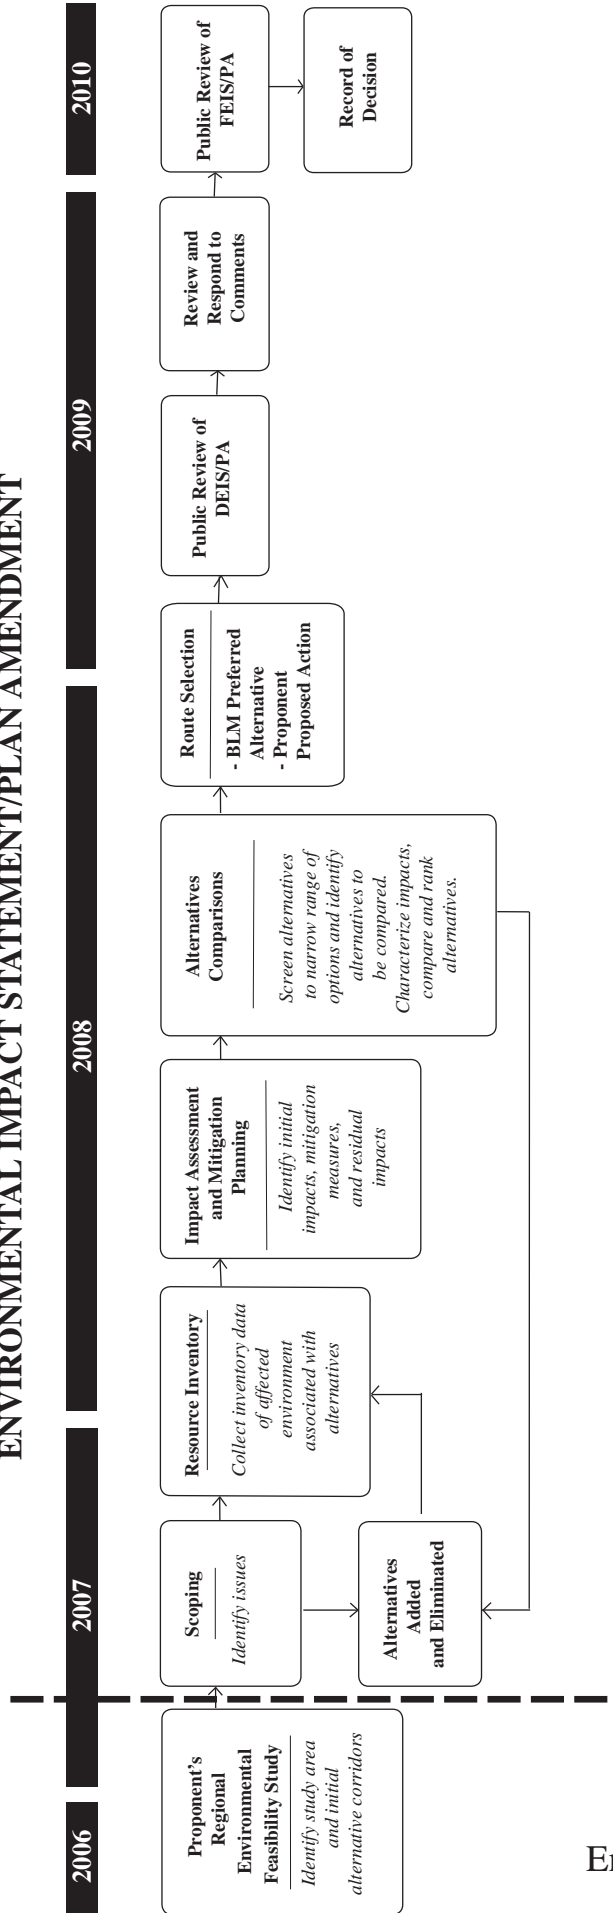 ENVIRONMENTAL IMPACT STATEMENT/PLAN AMENDMENT
2006
2007
2008
2009
2010
Proponent's
Regional
Environmental
Feasibility Study
Identify study area
and initial
alternative corridors
Scoping
Identify issues
Alternatives
Added
and Eliminated
Resource Inventory
Collect inventory data
of affected
environment
associated with
alternatives
Impact Assessment
and Mitigation
Planning
Identify initial
impacts, mitigation
measures,
and residual
impacts
Alternatives
Comparisons
Screen alternatives
to narrow range of
options and identify
alternatives to
be compared.
Characterize impacts,
compare and rank
alternatives.
Route Selection
- BLM Preferred
Alternative
- Proponent
Proposed Action
Public Review of
DEIS/PA
Review and
Respond to
Comments
Public Review of
FEIS/PA
Record of
Decision